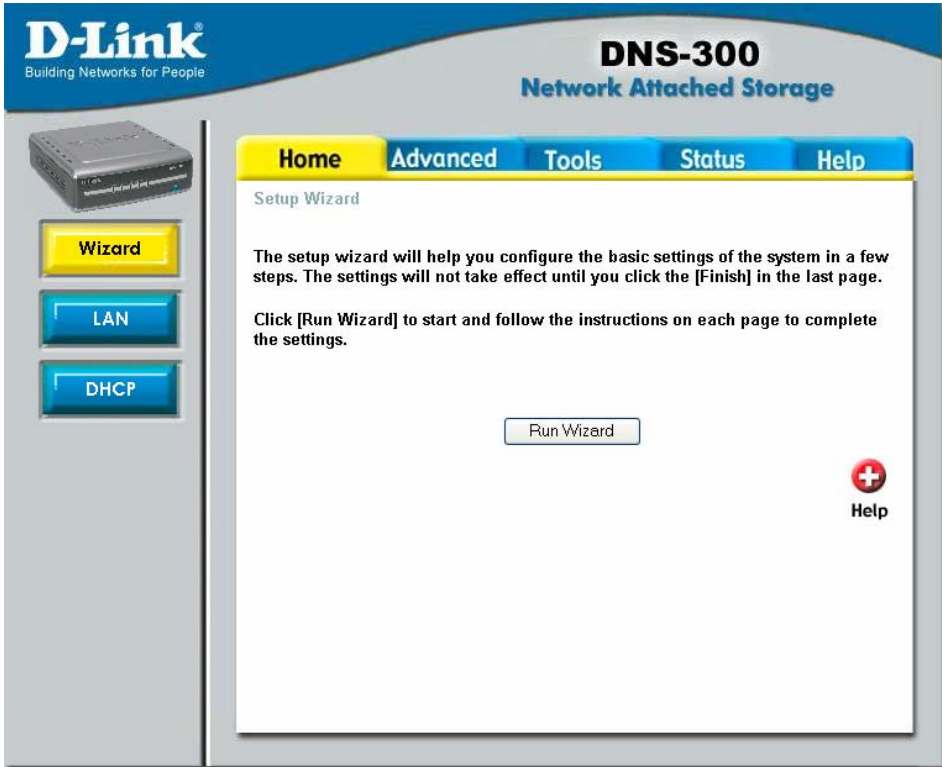 D-Link®
Building Networks for People
DNS-300
Network Attached Storage
Home
Advanced
Tools
Status
Help
Wizard
LAN
DHCP
Setup Wizard
The setup wizard will help you configure the basic settings of the system in a few
steps. The settings will not take effect until you click the [Finish] in the last page.
Click [Run Wizard] to start and follow the instructions on each page to complete
the settings.
Run Wizard
Help